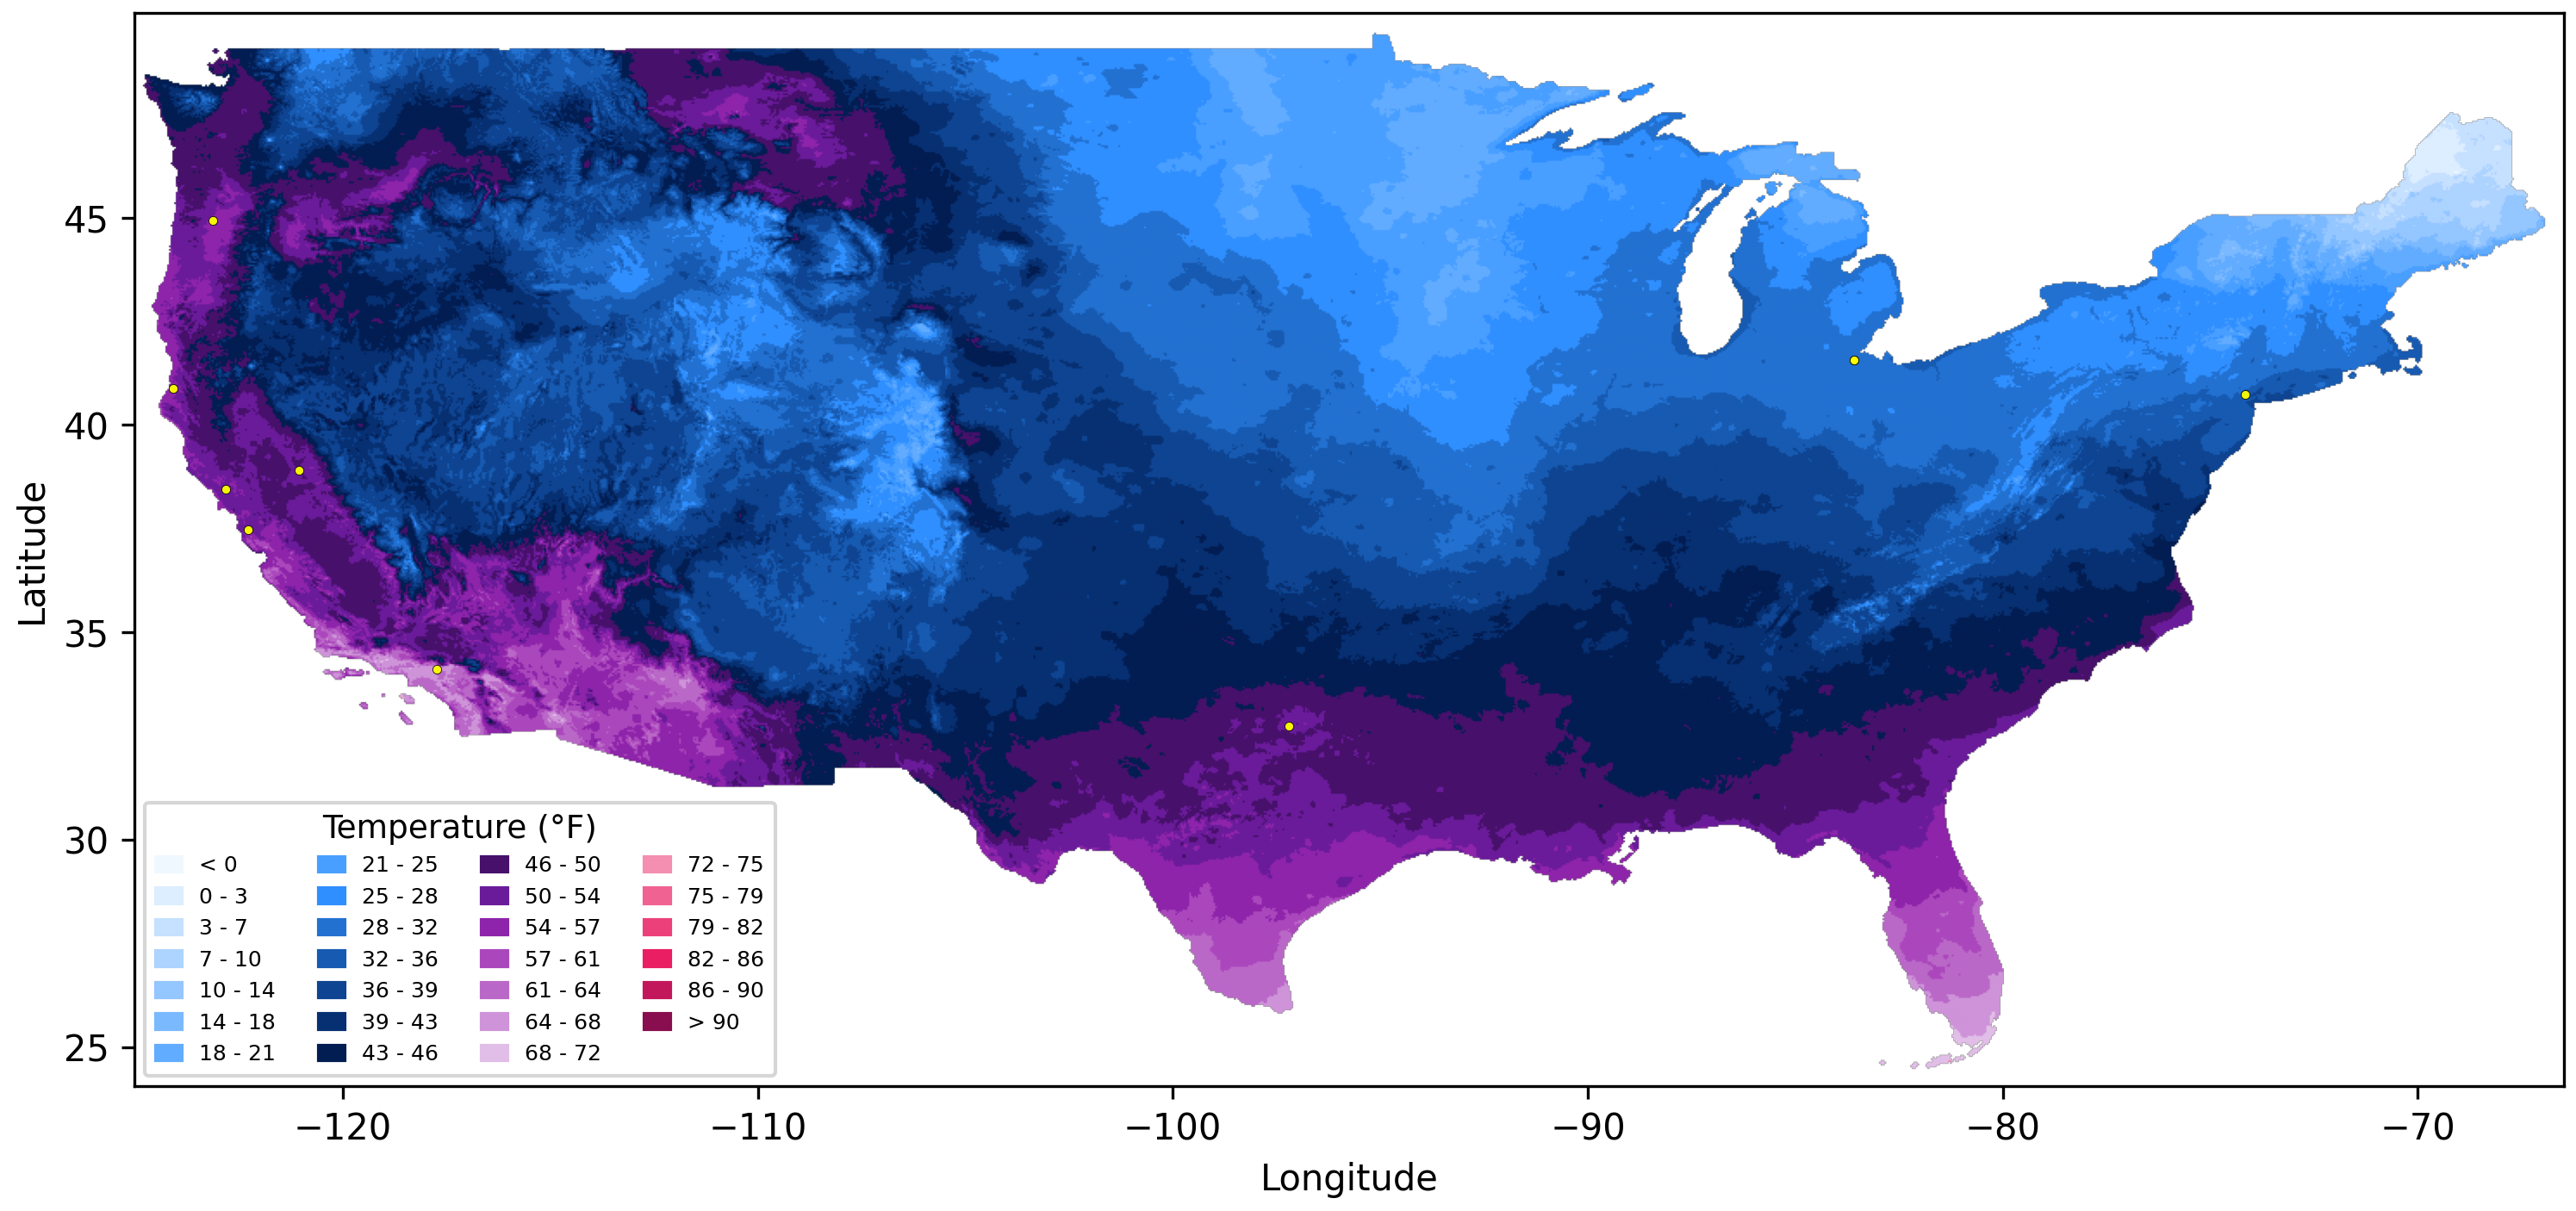 45
40
35
30
25
Latitude
Temperature (°F)
< 0 21 - 25 46 - 50 72 - 75
0 - 3 25 - 28 50 - 54 75 - 79
3 - 7 28 - 32 54 - 57 79 - 82
7 - 10 32 - 36 57 - 61 82 - 86
10 - 14 36 - 39 61 - 64 86 - 90
14 - 18 39 - 43 64 - 68 > 90
18 - 21 43 - 46 68 - 72
−120 −110 −100 −90 −80 −70
Longitude